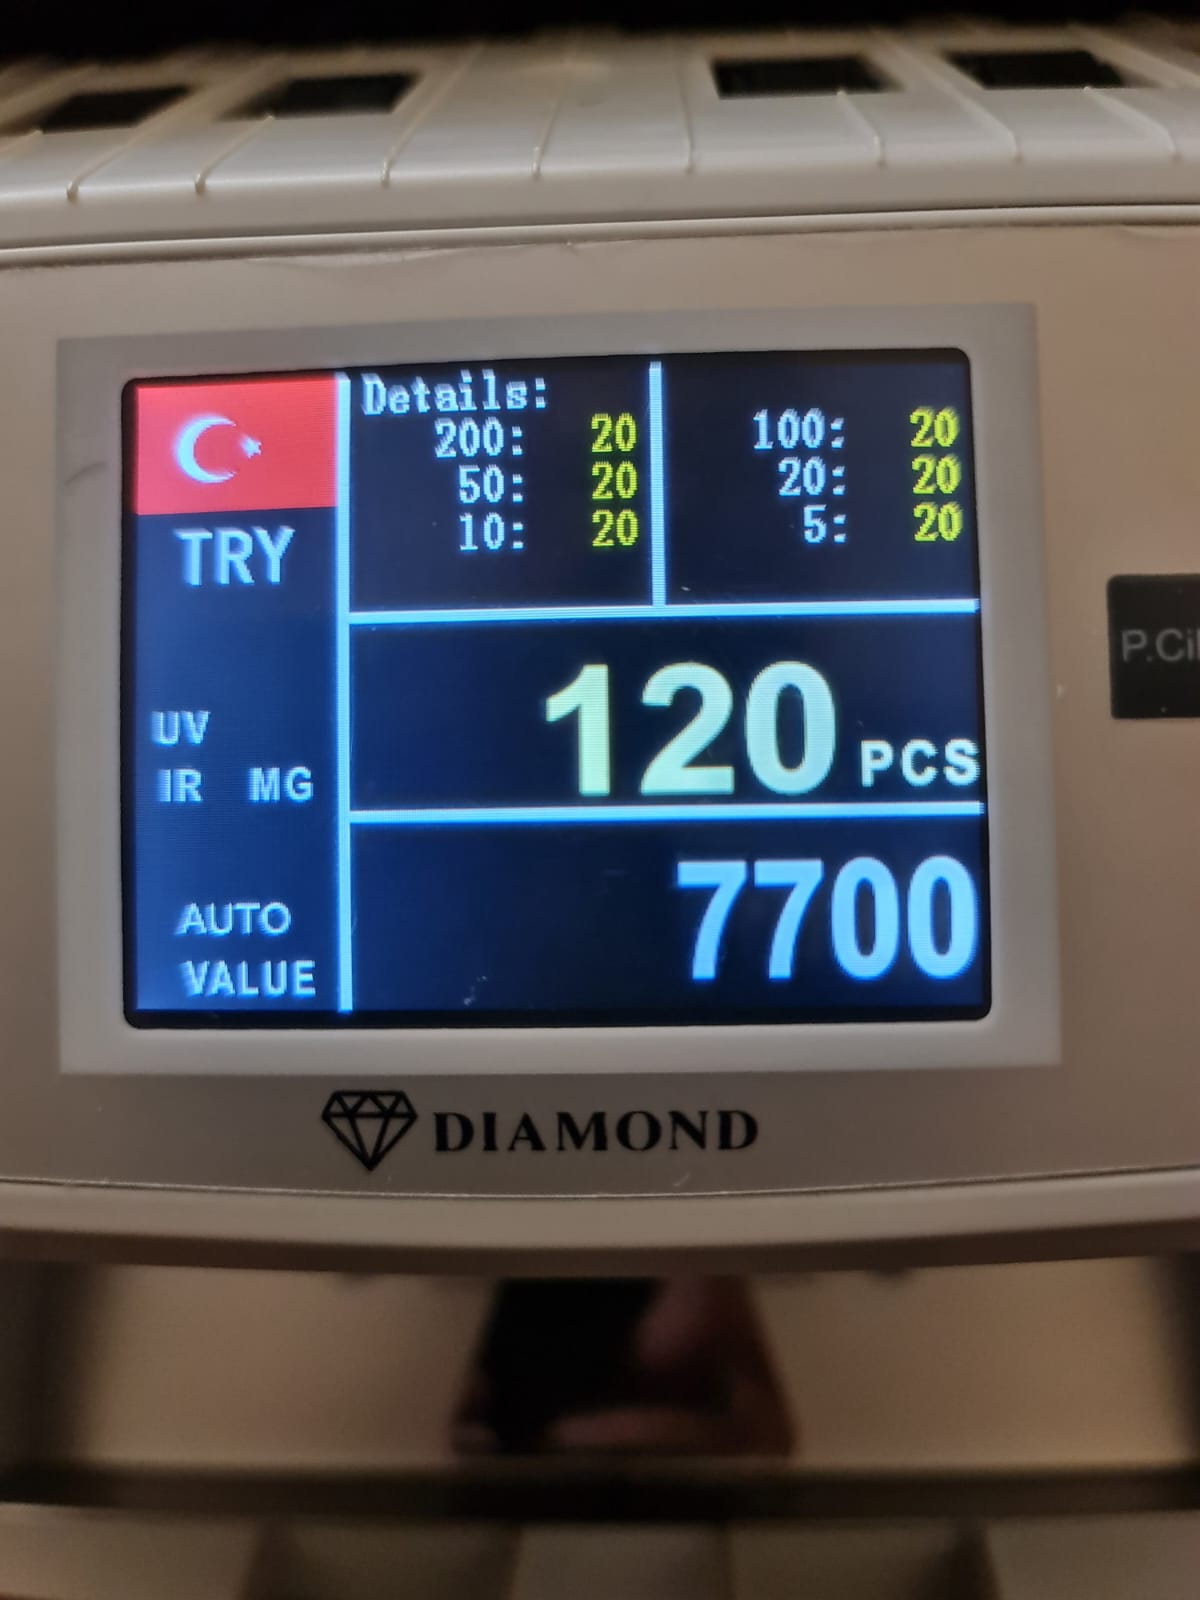 Details:
200: 20 100: 20
50: 20 20: 20
10: 20 5: 20
TRY
120 PCS
UV
IR MG
7700
AUTO
VALUE
DIAMOND